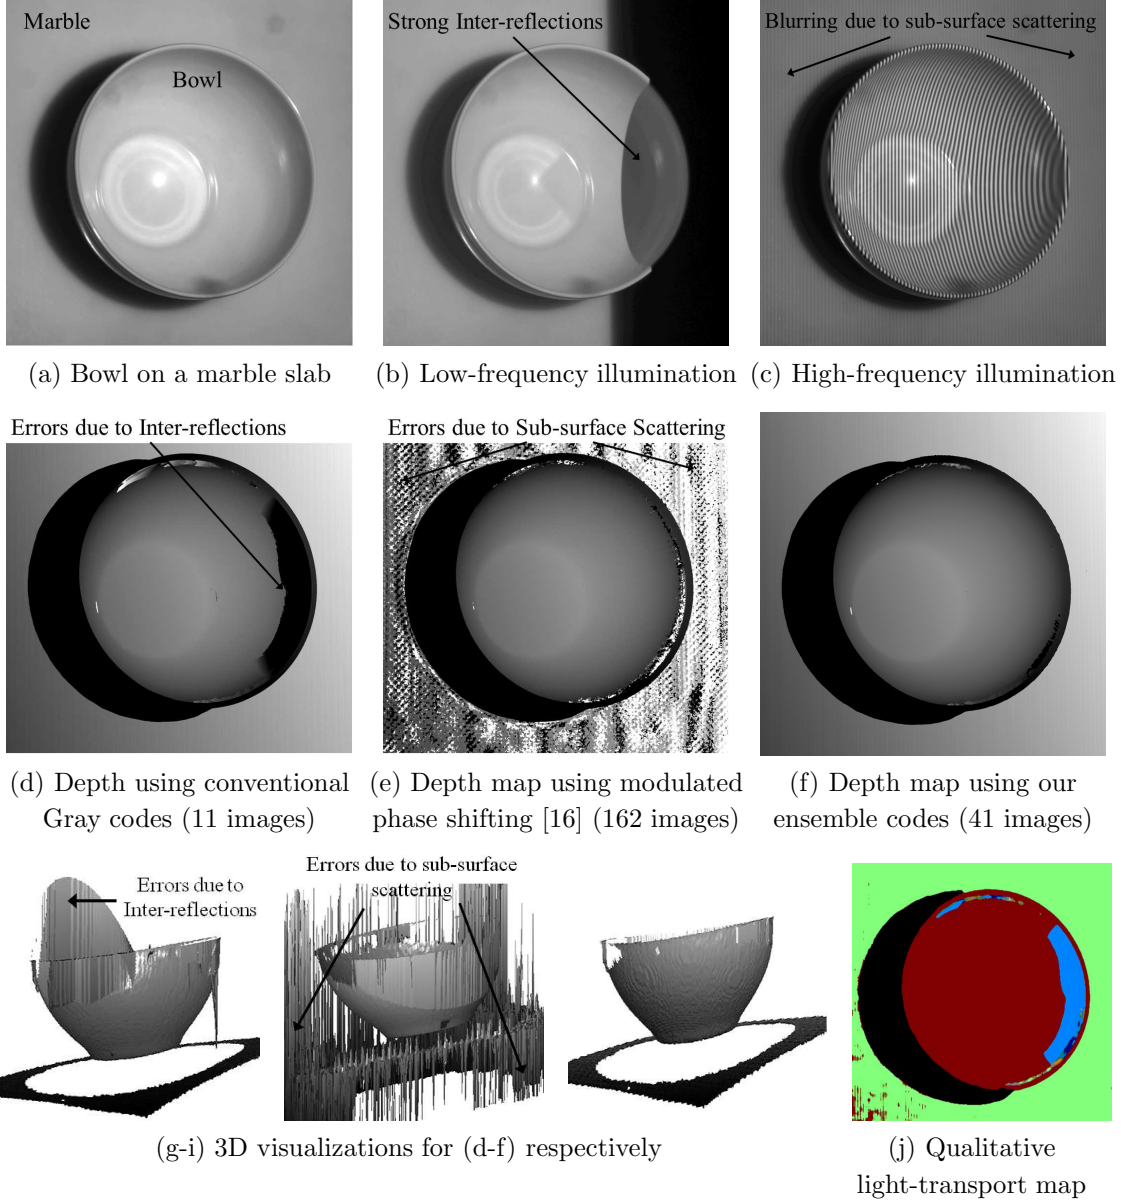 Marble
Bowl
Strong Inter-reflections
Blurring due to sub-surface scattering
(a) Bowl on a marble slab
(b) Low-frequency illumination
(c) High-frequency illumination
Errors due to Inter-reflections
Errors due to Sub-surface Scattering
(d) Depth using conventional
Gray codes (11 images)
(e) Depth map using modulated
phase shifting [16] (162 images)
(f) Depth map using our
ensemble codes (41 images)
Errors due to
Inter-reflections
Errors due to sub-surface
scattering
(g-i) 3D visualizations for (d-f) respectively
(j) Qualitative
light-transport map